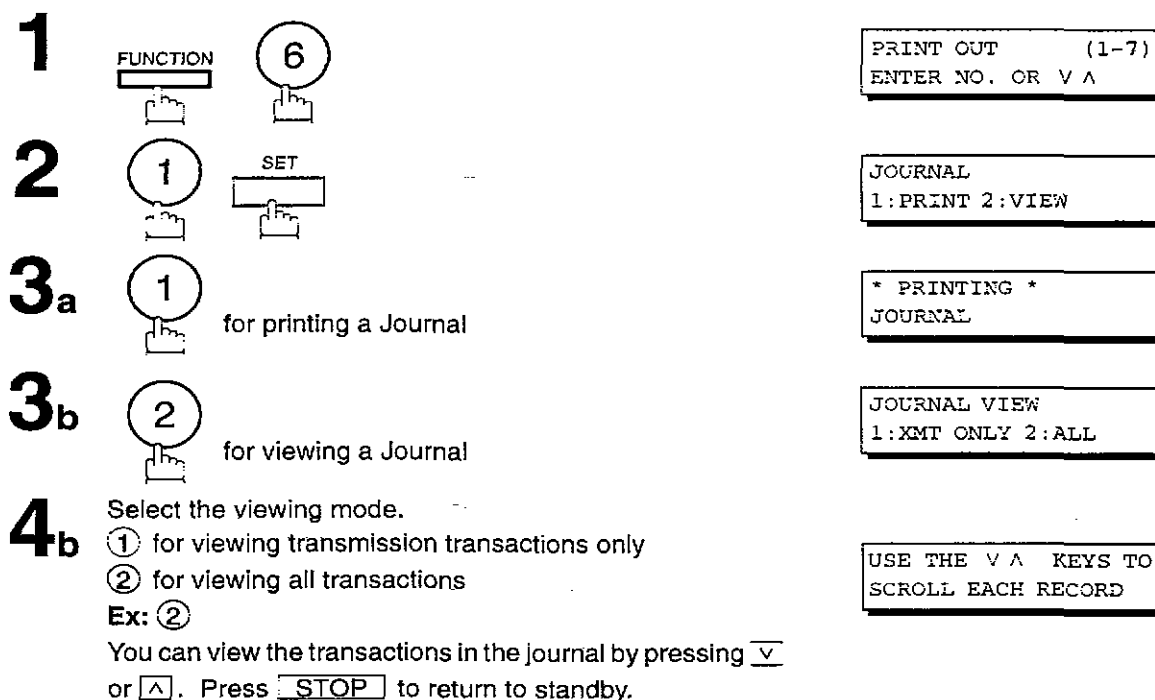 1
FUNCTION 6
PRINT OUT (1-7)
ENTER NO. OR ∨ ∧
2
1 SET
JOURNAL
1:PRINT 2:VIEW
3a
1 for printing a Journal
* PRINTING *
JOURNAL
3b
2 for viewing a Journal
JOURNAL VIEW
1:XMT ONLY 2:ALL
4b
Select the viewing mode.
① for viewing transmission transactions only
② for viewing all transactions
Ex: ②
You can view the transactions in the journal by pressing ∨
or ∧. Press STOP to return to standby.
USE THE ∨ ∧ KEYS TO
SCROLL EACH RECORD